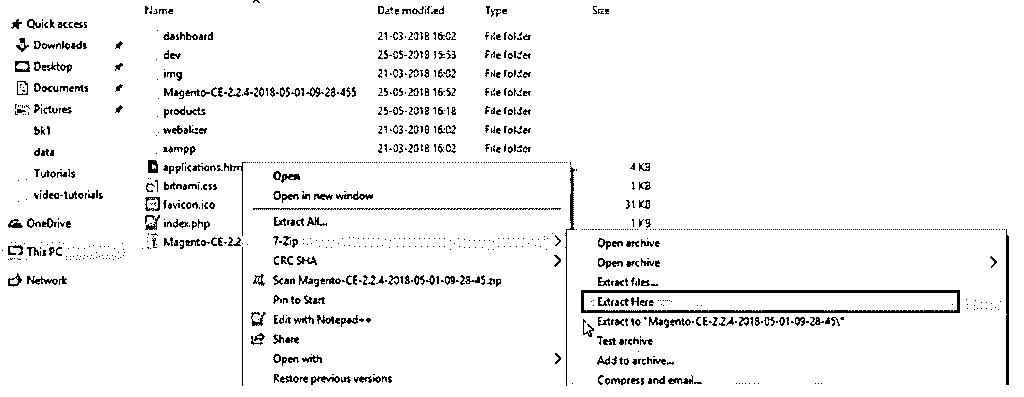 Name Date modified Type Size
Quick access
Downloads
Desktop
Documents
Pictures
bk1
data
Tutorials
video-tutorials
OneDrive
This PC
Network
dashboard 21-03-2018 16:02 File folder
dev 25-05-2018 15:53 File folder
img 21-03-2018 16:02 File folder
Magento-CE-2.2.4-2018-05-01-09-28-455 25-05-2018 16:52 File folder
products 25-05-2018 16:18 File folder
webalizer 21-03-2018 16:02 File folder
xampp 21-03-2018 16:02 File folder
applications.htm 4 KB
bitnami.css 1 KB
favicon.ico 31 KB
index.php 1 KB
Magento-CE-2.2
Open
Open in new window
Extract All...
7-Zip
CRC SHA
Scan Magento-CE-2.2.4-2018-05-01-09-28-45.zip
Pin to Start
Edit with Notepad++
Share
Open with
Restore previous versions
Open archive
Open archive
Extract files...
Extract Here
Extract to "Magento-CE-2.2.4-2018-05-01-09-28-45\"
Test archive
Add to archive...
Compress and email...